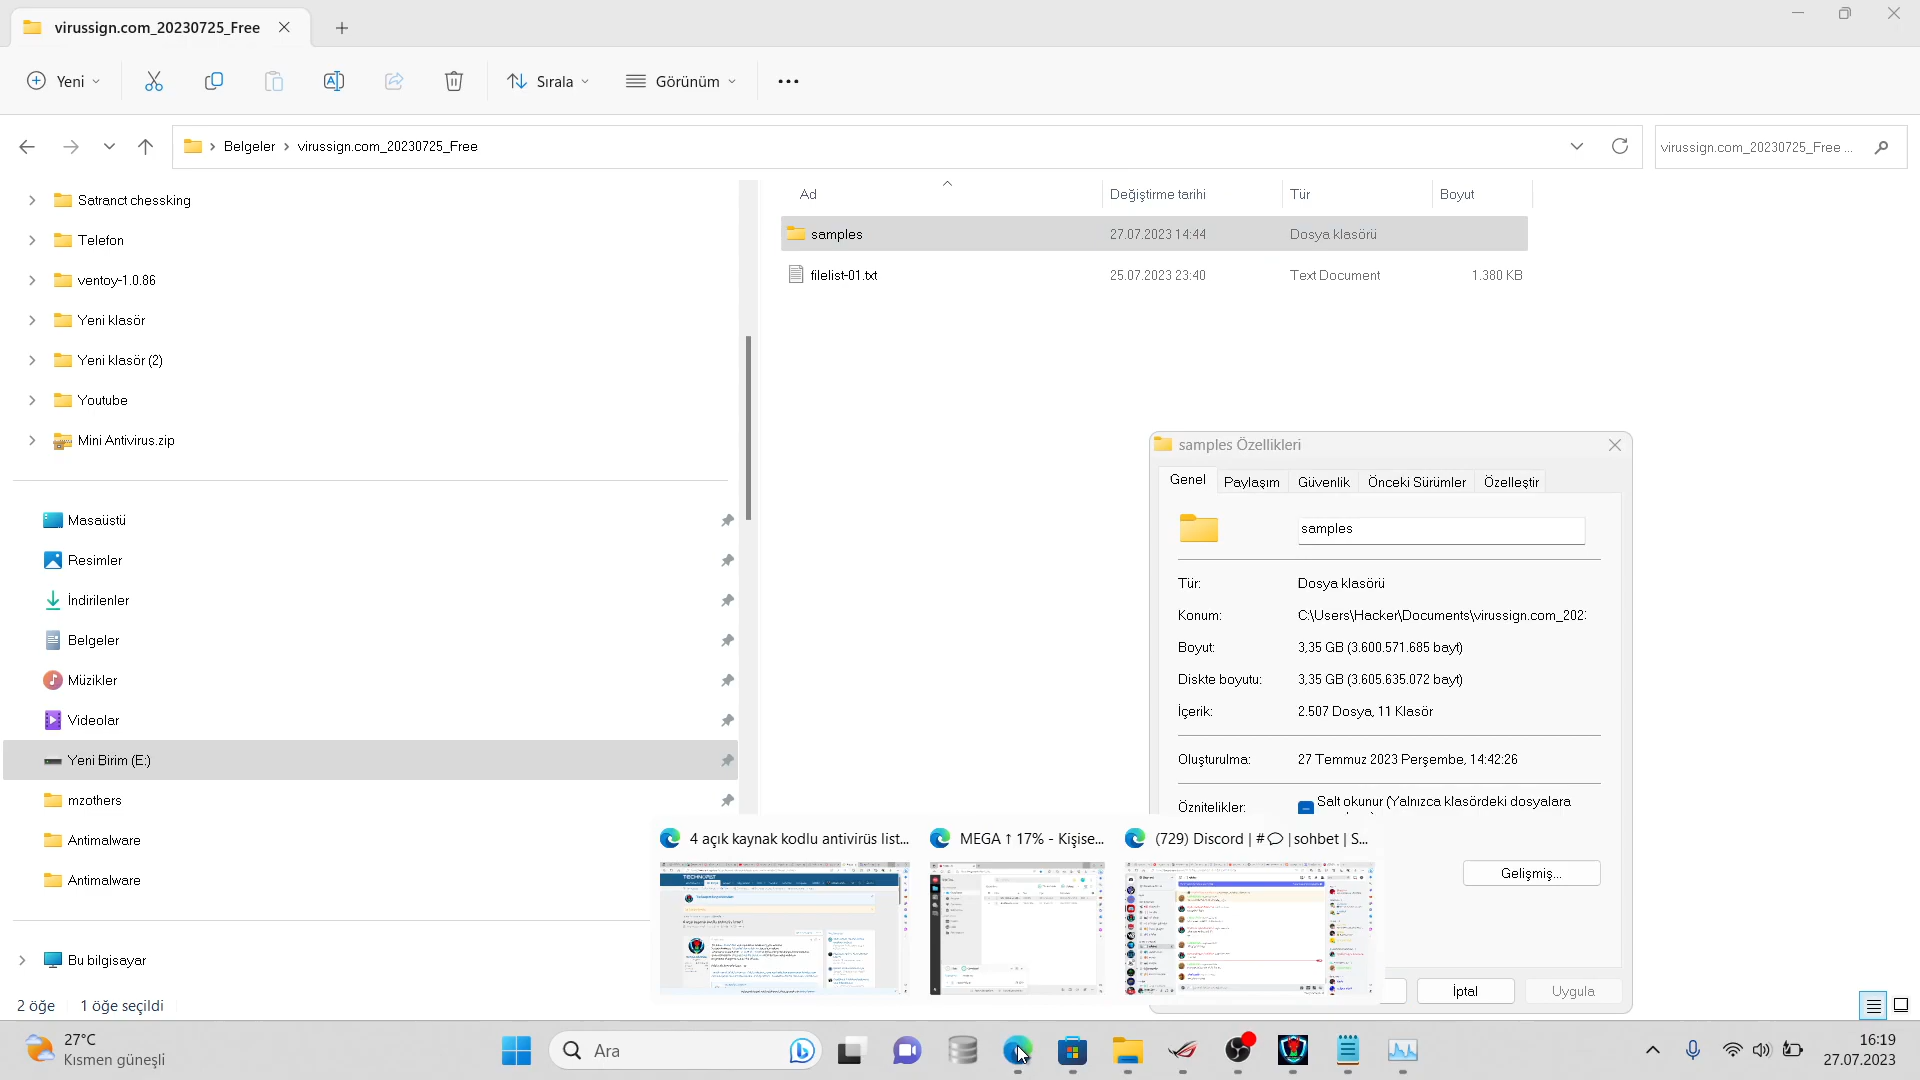 virussign.com_20230725_Free
Yeni
Sırala
Görünüm
Belgeler > virussign.com_20230725_Free
virussign.com_20230725_Free ...
Satranct chessking
Telefon
ventoy-1.0.86
Yeni klasör
Yeni klasör (2)
Youtube
Mini Antivirus.zip
Masaüstü
Resimler
İndirilenler
Belgeler
Müzikler
Videolar
Yeni Birim (E:)
mzothers
Antimalware
Antimalware
Bu bilgisayar
Ad Değiştirme tarihi Tür Boyut
samples 27.07.2023 14:44 Dosya klasörü
filelist-01.txt 25.07.2023 23:40 Text Document 1.380 KB
samples Özellikleri
Genel Paylaşım Güvenlik Önceki Sürümler Özelleştir
samples
Tür: Dosya klasörü
Konum: C:\Users\Hacker\Documents\virussign.com_202
Boyut: 3,35 GB (3.600.571.685 bayt)
Diskte boyutu: 3,35 GB (3.605.635.072 bayt)
İçerik: 2.507 Dosya, 11 Klasör
Oluşturulma: 27 Temmuz 2023 Perşembe, 14:42:26
Öznitelikler: Salt okunur (Yalnızca klasördeki dosyalara
Gelişmiş...
İptal Uygula
4 açık kaynak kodlu antivirüs list...
MEGA ↑ 17% - Kişise...
(729) Discord | #💬 | sohbet | S...
TECHNOPAT
2 öğe 1 öğe seçildi
27°C
Kısmen güneşli
Ara
16:19
27.07.2023